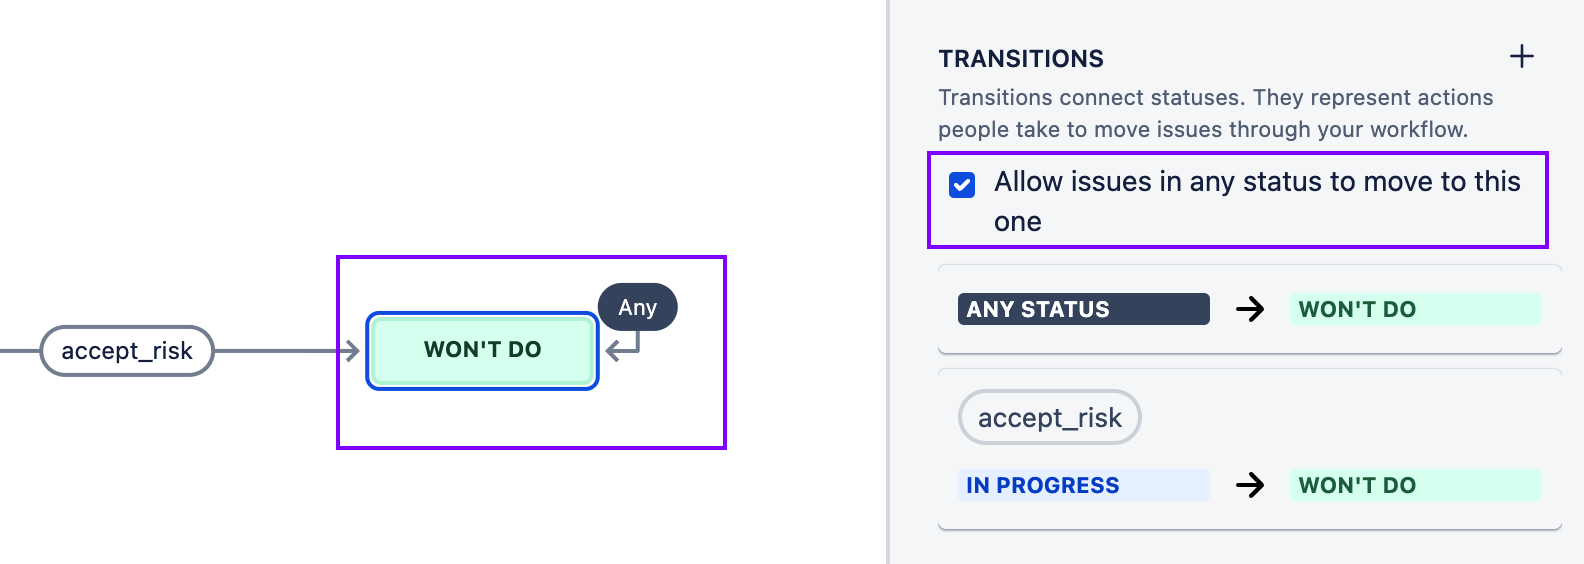 TRANSITIONS
Transitions connect statuses. They represent actions
people take to move issues through your workflow.
Allow issues in any status to move to this
one
Any
accept_risk
WON'T DO
ANY STATUS
WON'T DO
accept_risk
IN PROGRESS
WON'T DO